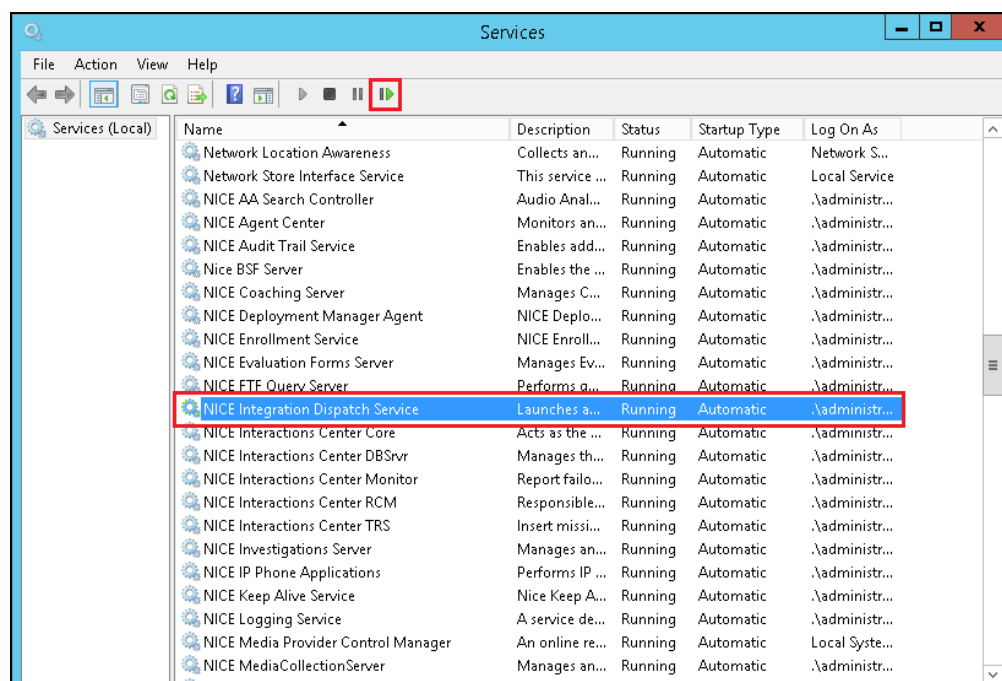 Services
File Action View Help
Services (Local)
Name Description Status Startup Type Log On As
Network Location Awareness Collects an... Running Automatic Network S...
Network Store Interface Service This service ... Running Automatic Local Service
NICE AA Search Controller Audio Anal... Running Automatic .\administr...
NICE Agent Center Monitors an... Running Automatic .\administr...
NICE Audit Trail Service Enables add... Running Automatic .\administr...
Nice BSF Server Enables the ... Running Automatic .\administr...
NICE Coaching Server Manages C... Running Automatic .\administr...
NICE Deployment Manager Agent NICE Deplo... Running Automatic .\administr...
NICE Enrollment Service NICE Enroll... Running Automatic .\administr...
NICE Evaluation Forms Server Manages Ev... Running Automatic .\administr...
NICE FTF Query Server Performs q... Running Automatic .\administr...
NICE Integration Dispatch Service Launches a... Running Automatic .\administr...
NICE Interactions Center Core Acts as the ... Running Automatic .\administr...
NICE Interactions Center DBSrvr Manages th... Running Automatic .\administr...
NICE Interactions Center Monitor Report failo... Running Automatic .\administr...
NICE Interactions Center RCM Responsible... Running Automatic .\administr...
NICE Interactions Center TRS Insert missi... Running Automatic .\administr...
NICE Investigations Server Manages an... Running Automatic .\administr...
NICE IP Phone Applications Performs IP ... Running Automatic .\administr...
NICE Keep Alive Service Nice Keep A... Running Automatic .\administr...
NICE Logging Service A service de... Running Automatic .\administr...
NICE Media Provider Control Manager An online re... Running Automatic Local Syste...
NICE MediaCollectionServer Manages an... Running Automatic .\administr...